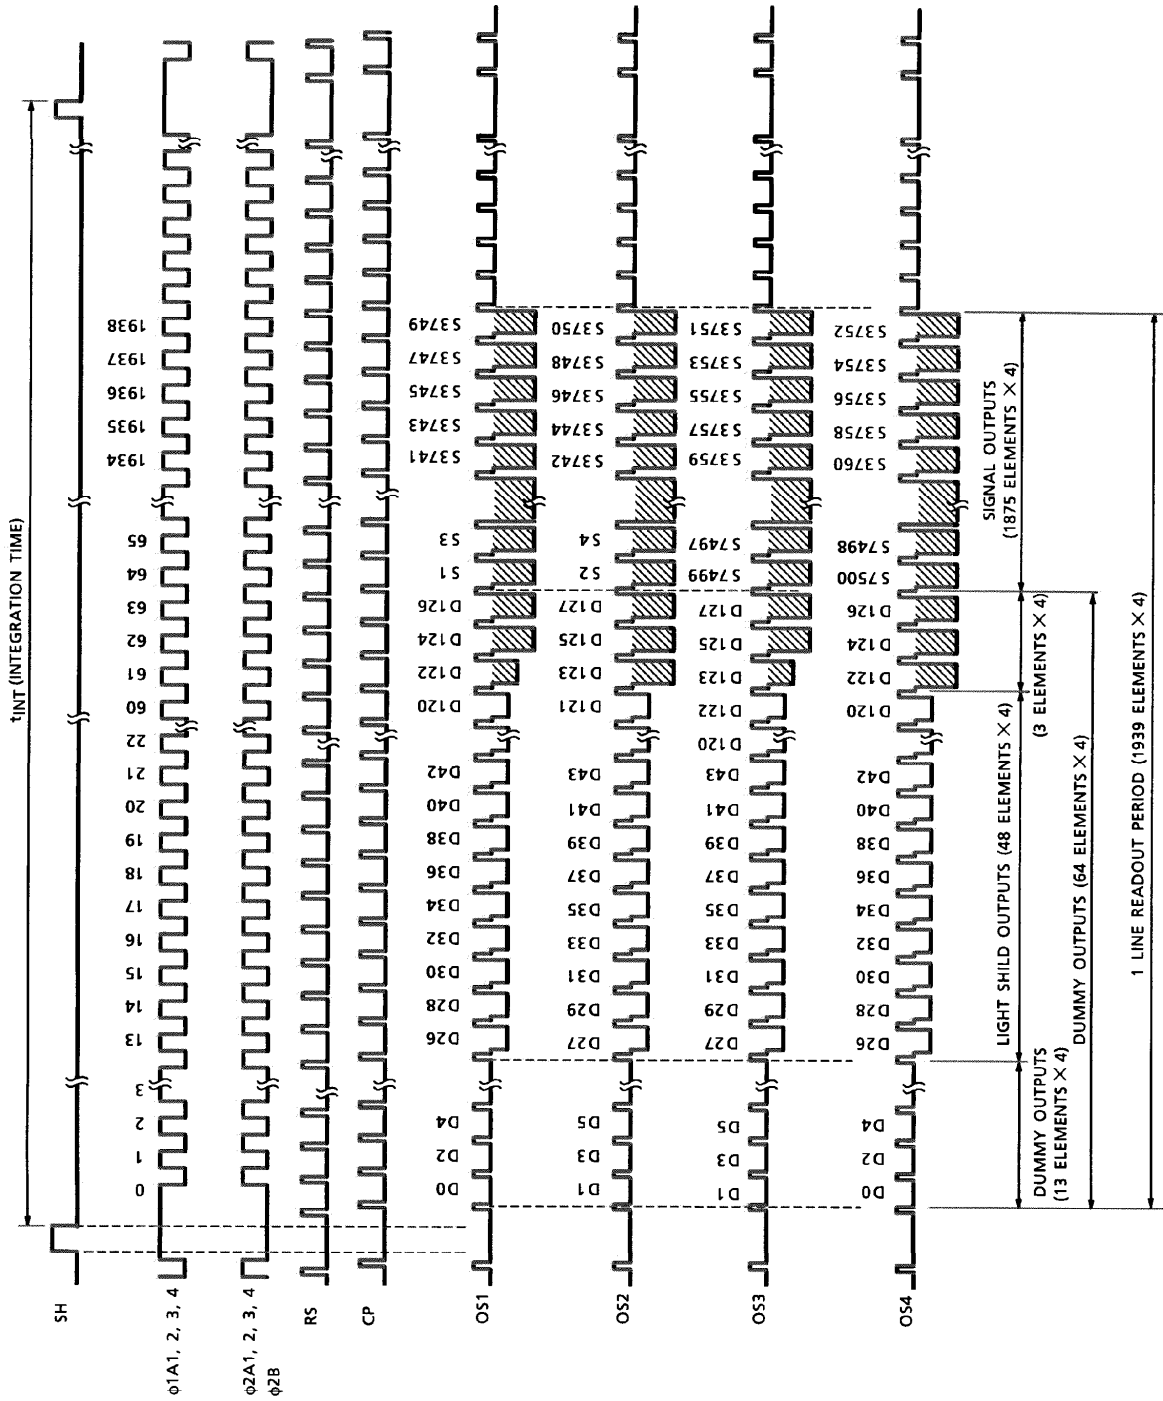 tINT (INTEGRATION TIME)
SH
0 1 2 3 13 14 15 16 17 18 19 20 21 22 60 61 62 63 64 65 1934 1935 1936 1937 1938
φ1A1, 2, 3, 4
φ2A1, 2, 3, 4
φ2B
RS
CP
D0 D2 D4 D26 D28 D30 D32 D34 D36 D38 D40 D42 D120 D122 D124 D126 S1 S3 S3741 S3743 S3745 S3747 S3749
OS1
D1 D3 D5 D27 D29 D31 D33 D35 D37 D39 D41 D43 D121 D123 D125 D127 S2 S4 S3742 S3744 S3746 S3748 S3750
OS2
D1 D3 D5 D27 D29 D31 D33 D35 D37 D39 D41 D43 D120 D122 D123 D125 D127 S7499 S7497 S3759 S3757 S3755 S3753 S3751
OS3
D0 D2 D4 D26 D28 D30 D32 D34 D36 D38 D40 D42 D120 D122 D124 D126 S7500 S7498 S3760 S3758 S3756 S3754 S3752
OS4
DUMMY OUTPUTS
(13 ELEMENTS × 4)
LIGHT SHILD OUTPUTS (48 ELEMENTS × 4)
(3 ELEMENTS × 4)
SIGNAL OUTPUTS
(1875 ELEMENTS × 4)
DUMMY OUTPUTS (64 ELEMENTS × 4)
1 LINE READOUT PERIOD (1939 ELEMENTS × 4)